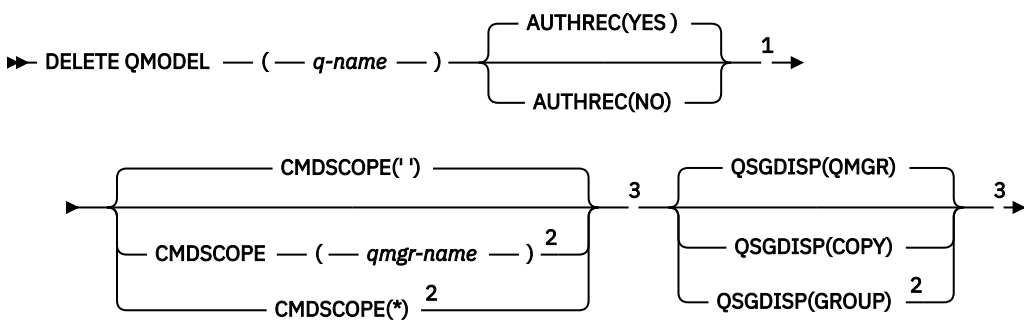 AUTHREC(YES )
DELETE QMODEL ( q-name ) 1
AUTHREC(NO)
CMDSCOPE(' ') QSGDISP(QMGR)
3 3
CMDSCOPE ( qmgr-name ) 2 QSGDISP(COPY)
CMDSCOPE(*) 2 QSGDISP(GROUP) 2